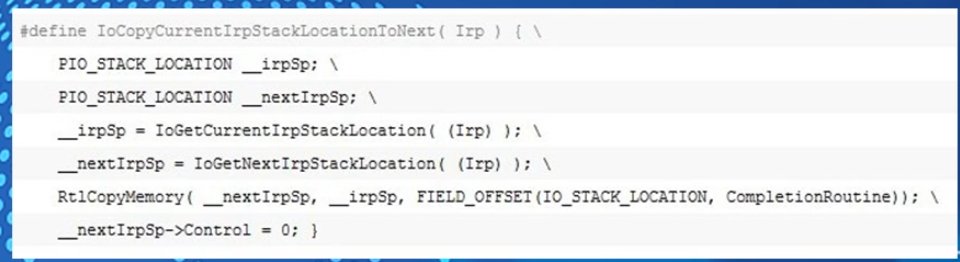 #define IoCopyCurrentIrpStackLocationToNext( Irp ) { \
PIO_STACK_LOCATION __irpSp; \
PIO_STACK_LOCATION __nextIrpSp; \
__irpSp = IoGetCurrentIrpStackLocation( (Irp) ); \
__nextIrpSp = IoGetNextIrpStackLocation( (Irp) ); \
RtlCopyMemory( __nextIrpSp, __irpSp, FIELD_OFFSET(IO_STACK_LOCATION, CompletionRoutine)); \
__nextIrpSp->Control = 0; }